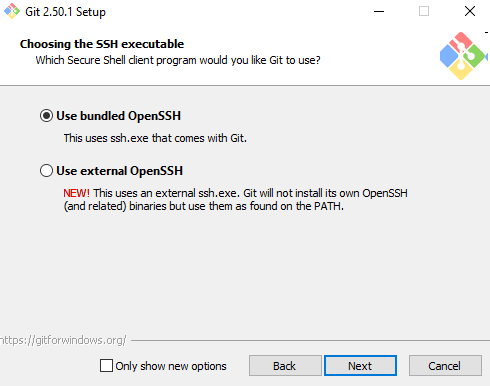 Git 2.50.1 Setup
Choosing the SSH executable
Which Secure Shell client program would you like Git to use?
Use bundled OpenSSH
This uses ssh.exe that comes with Git.
Use external OpenSSH
NEW! This uses an external ssh.exe. Git will not install its own OpenSSH
(and related) binaries but use them as found on the PATH.
https://gitforwindows.org/
Only show new options
Back
Next
Cancel